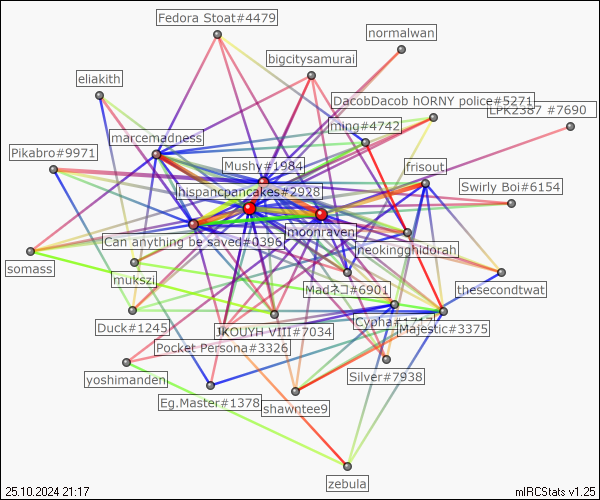 Fedora Stoat#4479
normalwan
bigcitysamurai
eliakith
DacobDacob hORNY police#5271
LPK2387 #7690
ming#4742
marcemadness
Pikabro#9971
Mushy#1984
frisout
hispanicpancakes#2928
Swirly Boi#6154
moonraven
Can anything be saved#0396
neokingghidorah
somass
mukszi
Madネコ#6901
thesecondtwat
Duck#1245
JKOUYH VIII#7034
Cypha#1717
Majestic#3375
Pocket Persona#3326
yoshimanden
Silver#7938
Eg.Master#1378
shawntee9
zebula
25.10.2024 21:17
mIRCStats v1.25